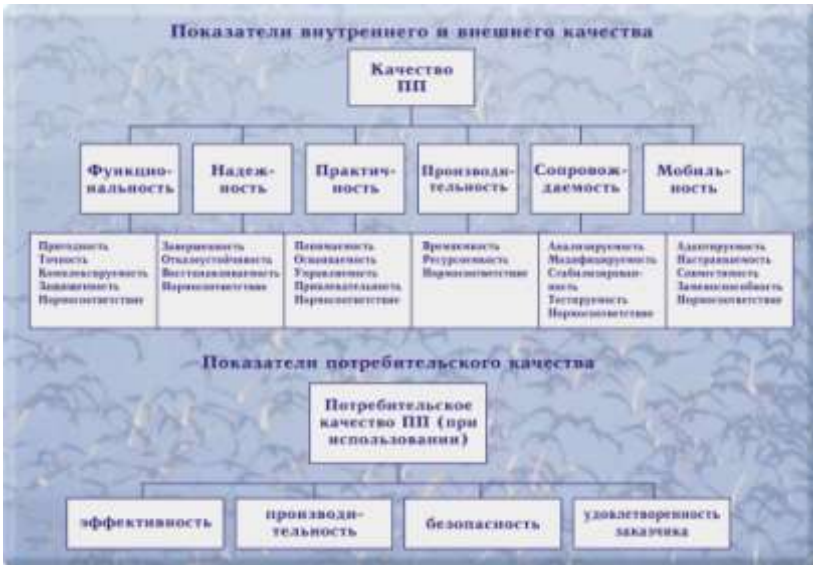 Показатели внутреннего и внешнего качества
Качество
ПП
Функцио-
нальность
Надеж-
ность
Практич-
ность
Производи-
тельность
Сопровож-
даемость
Мобиль-
ность
Пригодность
Точность
Комплексируемость
Защищенность
Нормосоответствие
Завершенность
Отказоустойчивость
Восстанавливаемость
Нормосоответствие
Понимаемость
Осваиваемость
Управляемость
Привлекательность
Нормосоответствие
Времяемкость
Ресурсоемкость
Нормосоответствие
Анализируемость
Модифицируемость
Стабилизирован-
ность
Тестируемость
Нормосоответствие
Адаптируемость
Настраиваемость
Совместимость
Заменоспособность
Нормосоответствие
Показатели потребительского качества
Потребительское
качество ПП (при
использовании)
эффективность
производи-
тельность
безопасность
удовлетворенность
заказчика